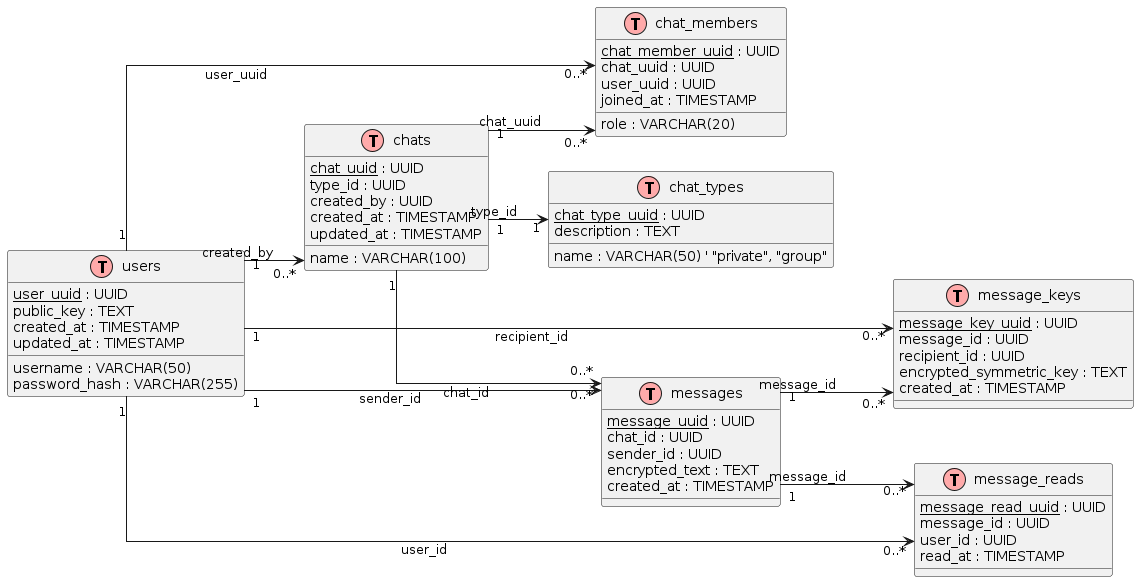 T chat_members
chat_member_uuid : UUID
chat_uuid : UUID
user_uuid : UUID
joined_at : TIMESTAMP
role : VARCHAR(20)
user_uuid
0..*
1
chat_uuid
1
0..*
T chats
chat_uuid : UUID
type_id : UUID
created_by : UUID
created_at : TIMESTAMP
updated_at : TIMESTAMP
name : VARCHAR(100)
type_id
1
1
T chat_types
chat_type_uuid : UUID
description : TEXT
name : VARCHAR(50) ' "private", "group"
T users
user_uuid : UUID
public_key : TEXT
created_at : TIMESTAMP
updated_at : TIMESTAMP
username : VARCHAR(50)
password_hash : VARCHAR(255)
created_by
1
0..*
1
recipient_id
0..*
T message_keys
message_key_uuid : UUID
message_id : UUID
recipient_id : UUID
encrypted_symmetric_key : TEXT
created_at : TIMESTAMP
1
chat_id
0..*
1
sender_id
0..*
T messages
message_uuid : UUID
chat_id : UUID
sender_id : UUID
encrypted_text : TEXT
created_at : TIMESTAMP
message_id
1
0..*
message_id
1
0..*
T message_reads
message_read_uuid : UUID
message_id : UUID
user_id : UUID
read_at : TIMESTAMP
1
user_id
0..*